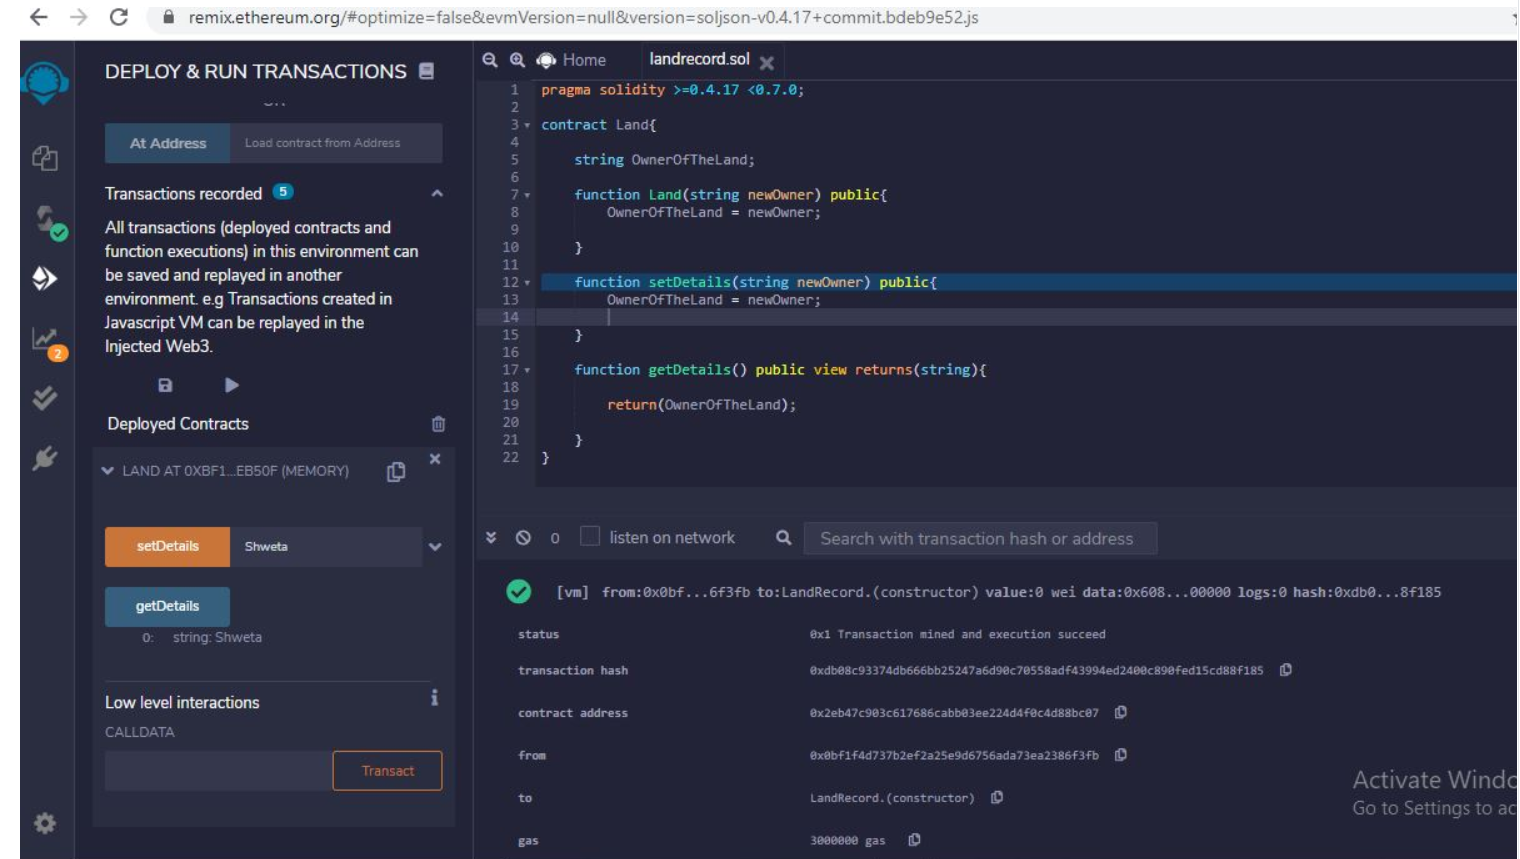 remix.ethereum.org/#optimize=false&evmVersion=null&version=soljson-v0.4.17+commit.bdeb9e52.js
DEPLOY & RUN TRANSACTIONS
At Address Load contract from Address
Transactions recorded 5
All transactions (deployed contracts and
function executions) in this environment can
be saved and replayed in another
environment. e.g Transactions created in
Javascript VM can be replayed in the
Injected Web3.
2
Deployed Contracts
LAND AT 0XBF1...EB50F (MEMORY)
setDetails Shweta
getDetails
0: string: Shweta
Low level interactions
CALLDATA
Transact
Home landrecord.sol
1 pragma solidity >=0.4.17 <0.7.0;
2
3 contract Land{
4
5 string OwnerOfTheLand;
6
7 function Land(string newOwner) public{
8 OwnerOfTheLand = newOwner;
9
10 }
11
12 function setDetails(string newOwner) public{
13 OwnerOfTheLand = newOwner;
14
15 }
16
17 function getDetails() public view returns(string){
18
19 return(OwnerOfTheLand);
20
21 }
22 }
0 listen on network Search with transaction hash or address
[vm] from:0x0bf...6f3fb to:LandRecord.(constructor) value:0 wei data:0x608...00000 logs:0 hash:0xdb0...8f185
status 0x1 Transaction mined and execution succeed
transaction hash 0xdb08c93374db666bb25247a6d90c70558adf43994ed2400c890fed15cd88f185
contract address 0x2eb47c903c617686cabb03ee224d4f0c4d88bc07
from 0x0bf1f4d737b2ef2a25e9d6756ada73ea2386f3fb
to LandRecord.(constructor)
gas 3000000 gas
Activate Windo
Go to Settings to ac